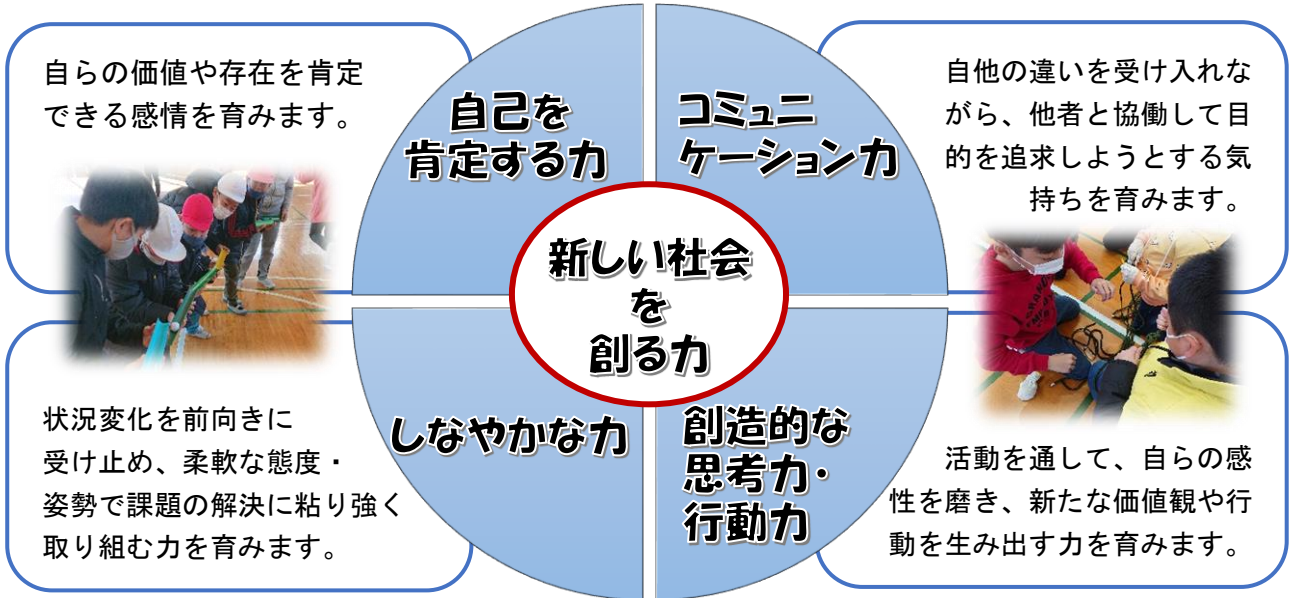 自らの価値や存在を肯定
できる感情を育みます。
自己を
肯定する力
コミュニ
ケーション力
自他の違いを受け入れな
がら、他者と協働して目
的を追求しようとする気
持ちを育みます。
新しい社会
を
創る力
状況変化を前向きに
受け止め、柔軟な態度・
姿勢で課題の解決に粘り強く
取り組む力を育みます。
しなやかな力
創造的な
思考力・
行動力
活動を通して、自らの感
性を磨き、新たな価値観や行
動を生み出す力を育みます。